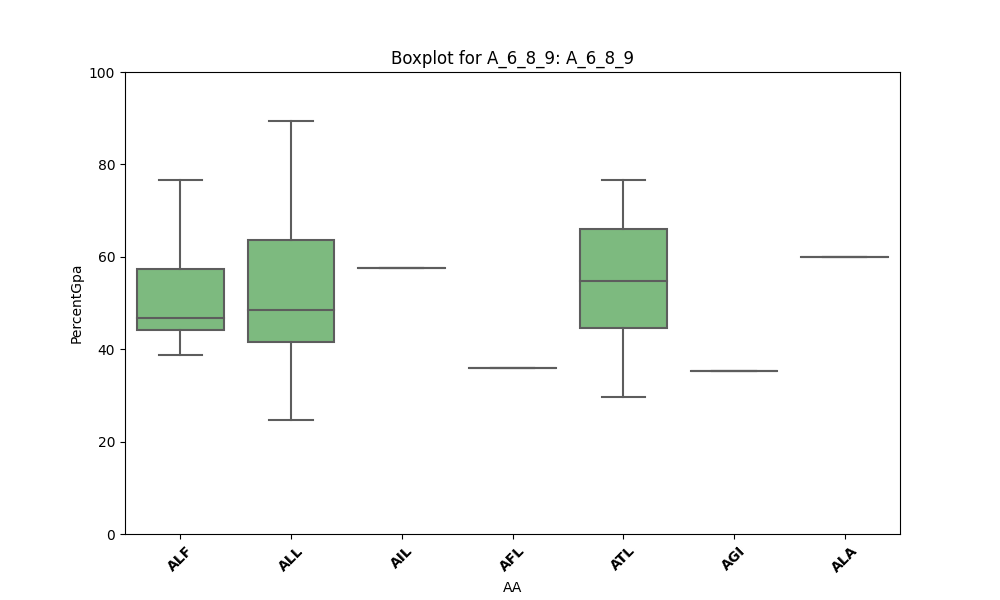 Boxplot for A_6_8_9: A_6_8_9
100
80
60
40
20
0
PercentGpa
ALF
ALL
AIL
AFL
ATL
AGI
ALA
AA